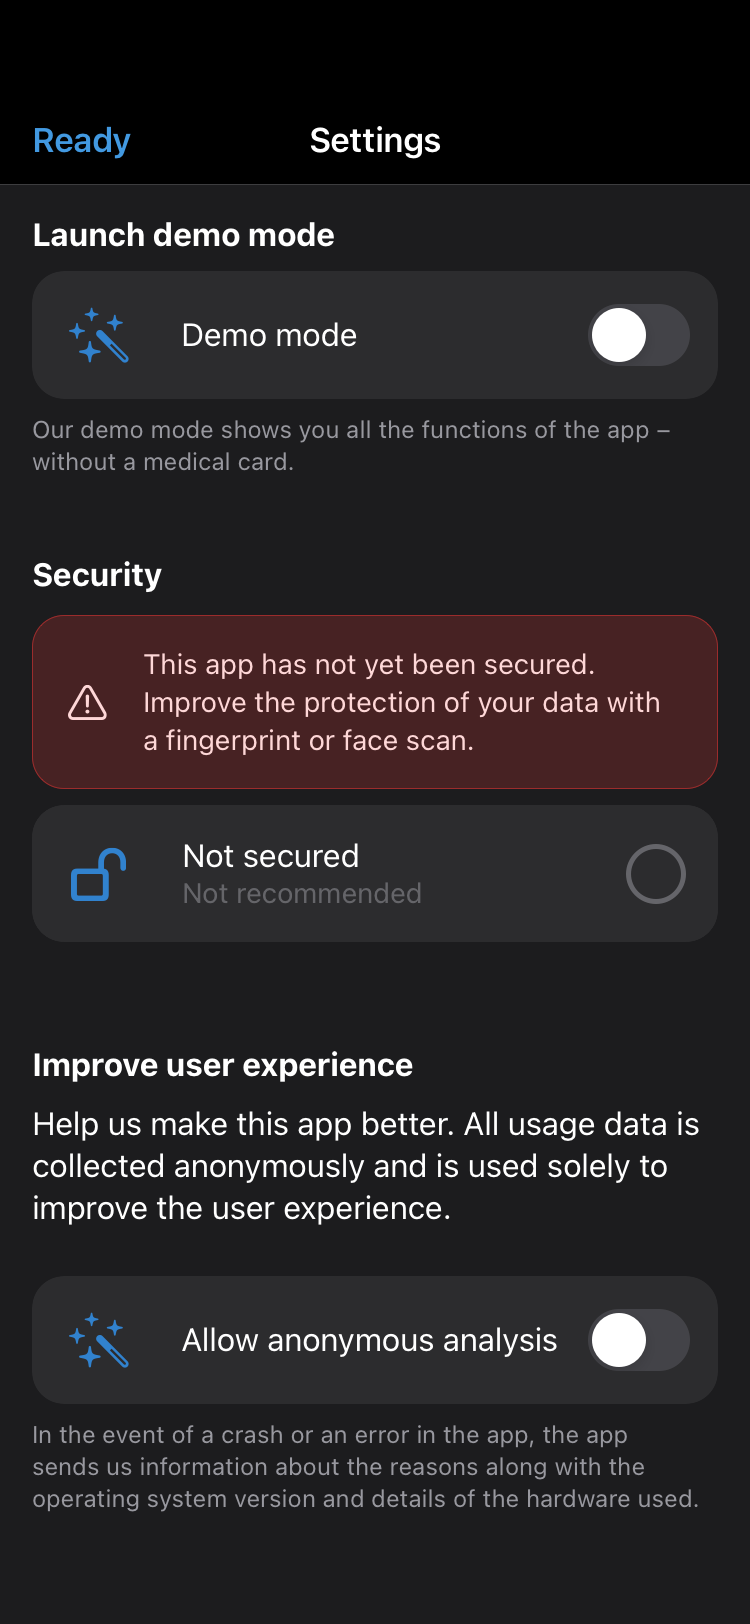 Ready
Settings
Launch demo mode
Demo mode
Our demo mode shows you all the functions of the app –
without a medical card.
Security
This app has not yet been secured.
Improve the protection of your data with
a fingerprint or face scan.
Not secured
Not recommended
Improve user experience
Help us make this app better. All usage data is
collected anonymously and is used solely to
improve the user experience.
Allow anonymous analysis
In the event of a crash or an error in the app, the app
sends us information about the reasons along with the
operating system version and details of the hardware used.